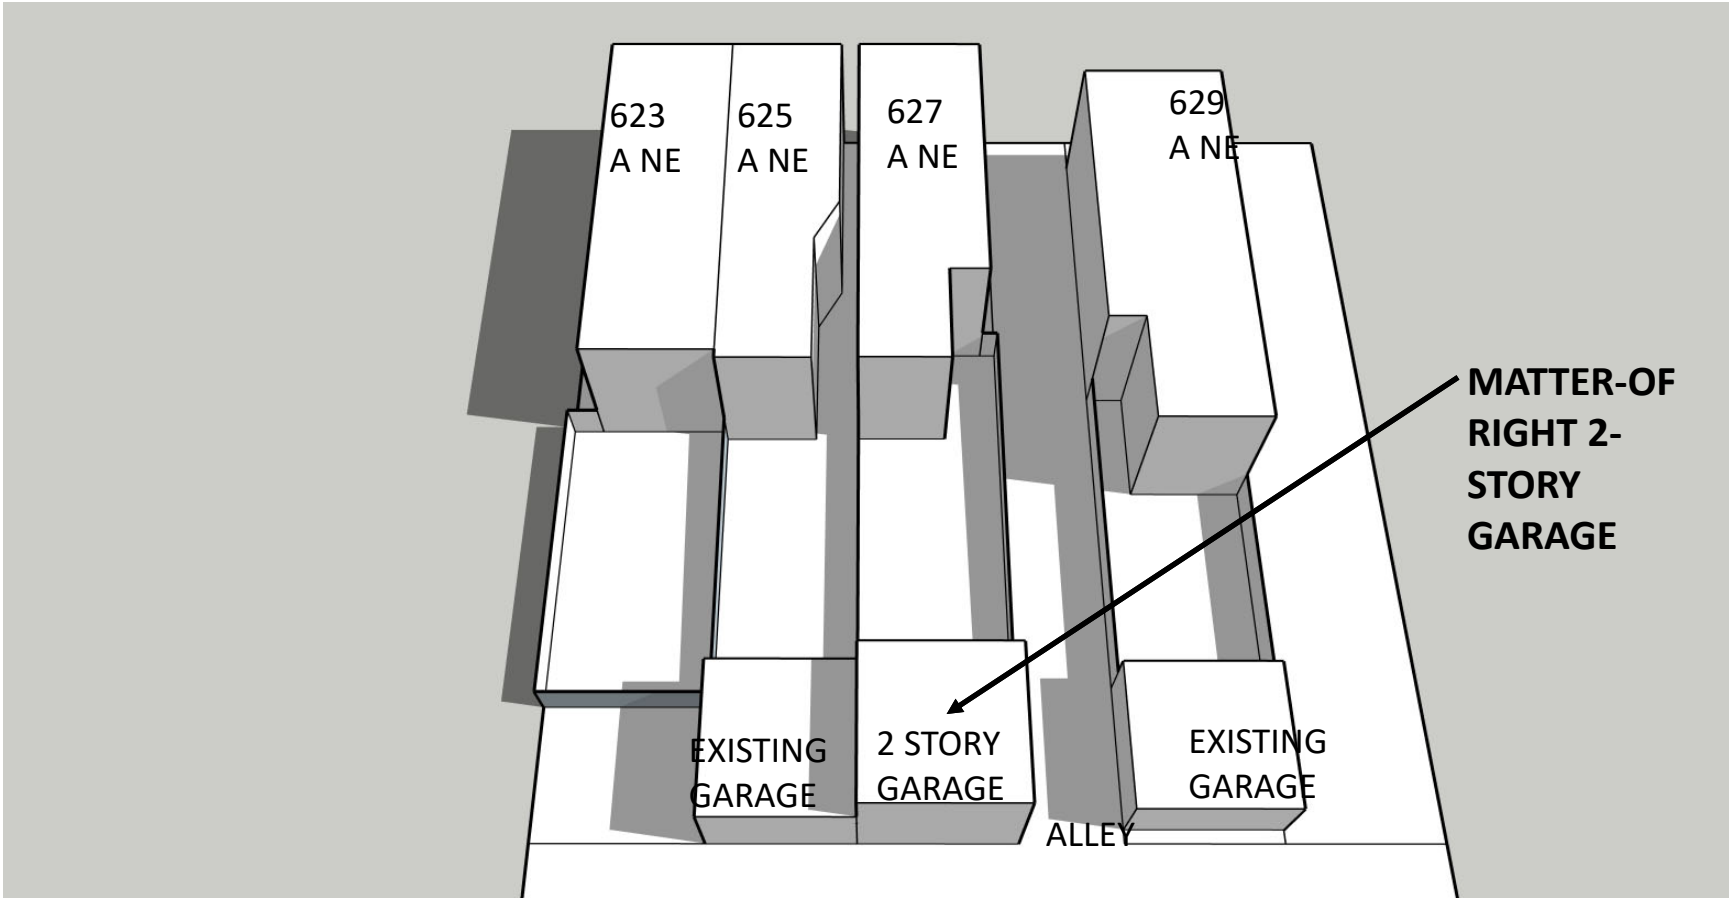 623
A NE
625
A NE
627
A NE
629
A NE
MATTER-OF
RIGHT 2-
STORY
GARAGE
EXISTING
GARAGE
2 STORY
GARAGE
EXISTING
GARAGE
ALLEY